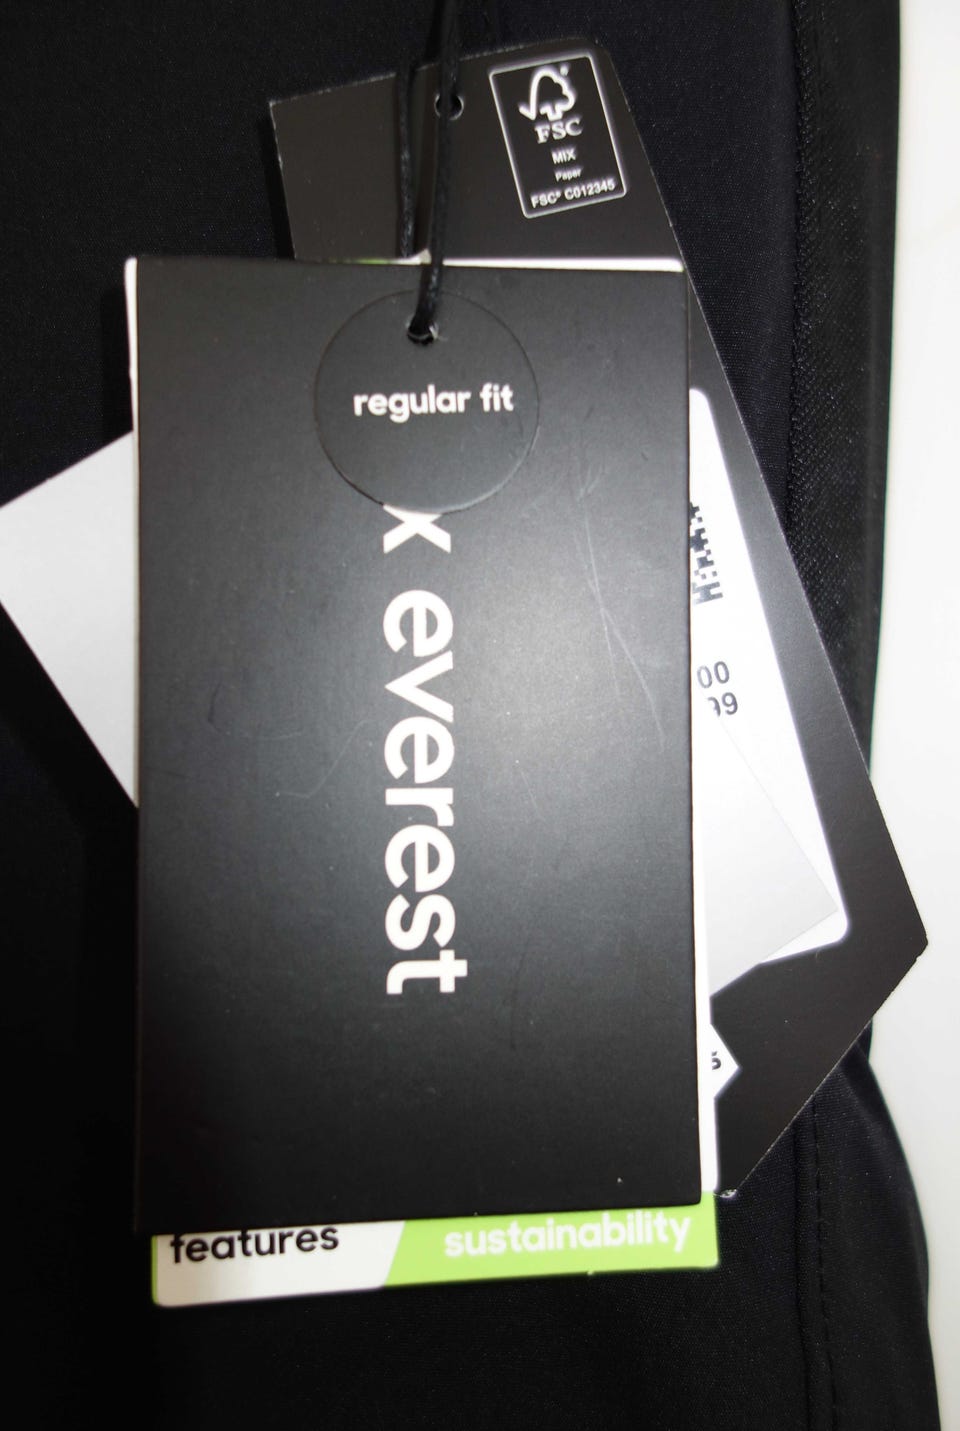 FSC
MIX
Paper
FSC® C012345
regular fit
x everest
00
99
s
features
sustainability